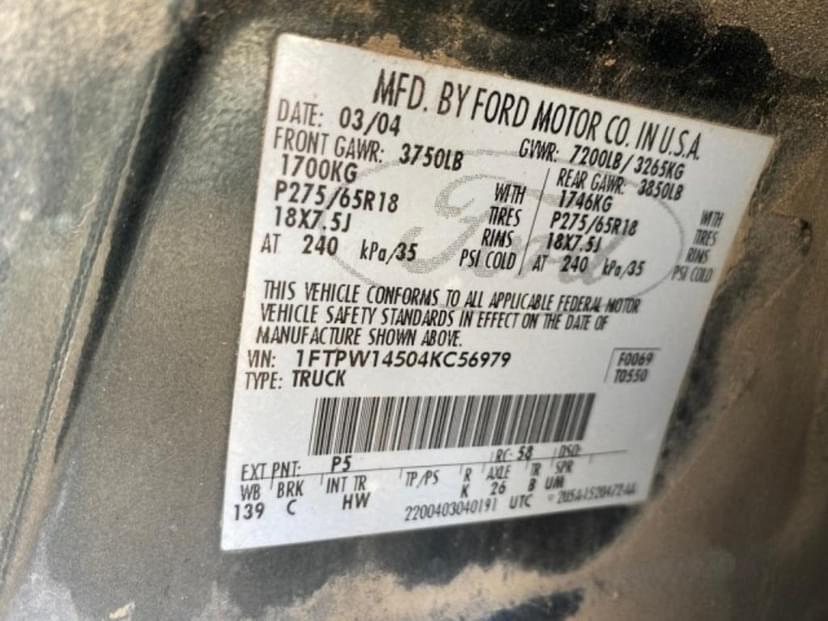 MFD. BY FORD MOTOR CO. IN U.S.A.
DATE: 03/04 GVWR: 7200LB / 3265KG
FRONT GAWR: 3750LB REAR GAWR: 3850LB
1700KG WITH 1746KG WITH
P275/65R18 TIRES P275/65R18 TIRES
18X7.5J RIMS 18X7.5J RIMS
AT 240 kPa/35 PSI COLD AT 240 kPa/35 PSI COLD
Ford
THIS VEHICLE CONFORMS TO ALL APPLICABLE FEDERAL MOTOR
VEHICLE SAFETY STANDARDS IN EFFECT ON THE DATE OF
MANUFACTURE SHOWN ABOVE.
VIN: 1FTPW14504KC56979 F0069
TYPE: TRUCK T0550
EXT PNT: P5 RC: 58 DSO:
WB BRK INT TR TP/PS R AXLE TR SPR
139 C HW K 26 B UM
2200403040191 UTC